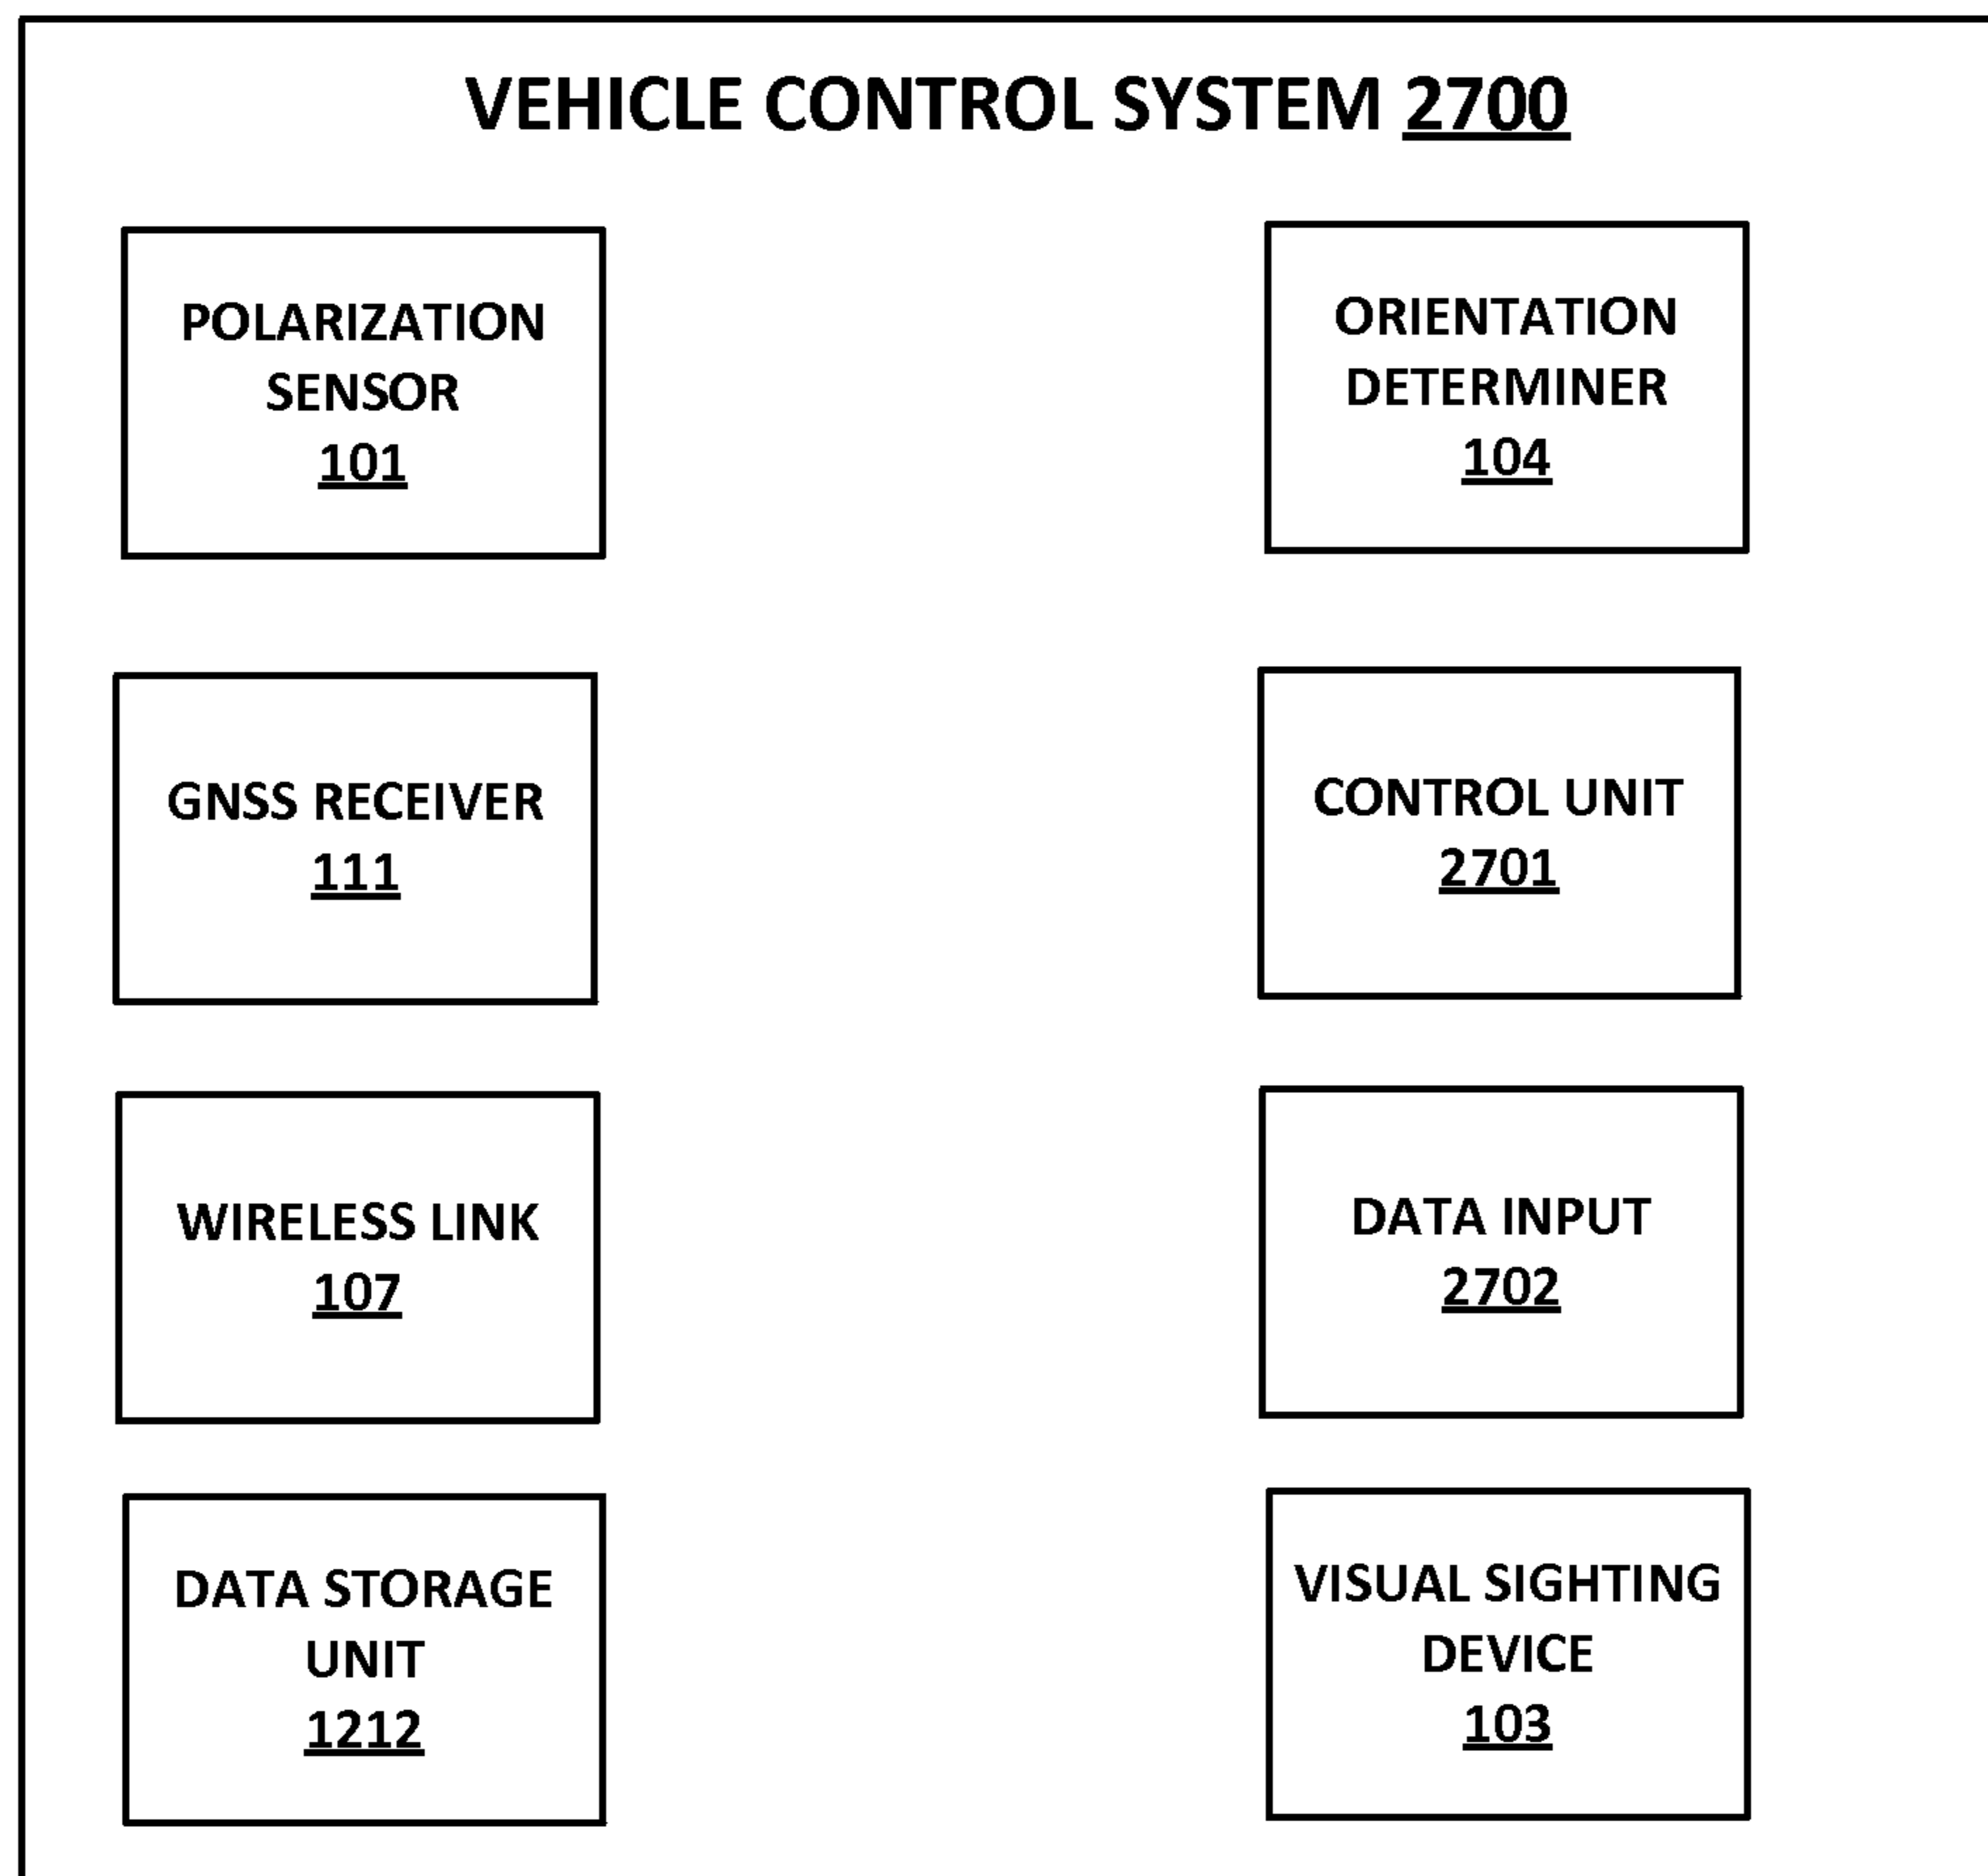 VEHICLE CONTROL SYSTEM 2700
POLARIZATION
SENSOR
101
ORIENTATION
DETERMINER
104
GNSS RECEIVER
111
CONTROL UNIT
2701
WIRELESS LINK
107
DATA INPUT
2702
DATA STORAGE
UNIT
1212
VISUAL SIGHTING
DEVICE
103